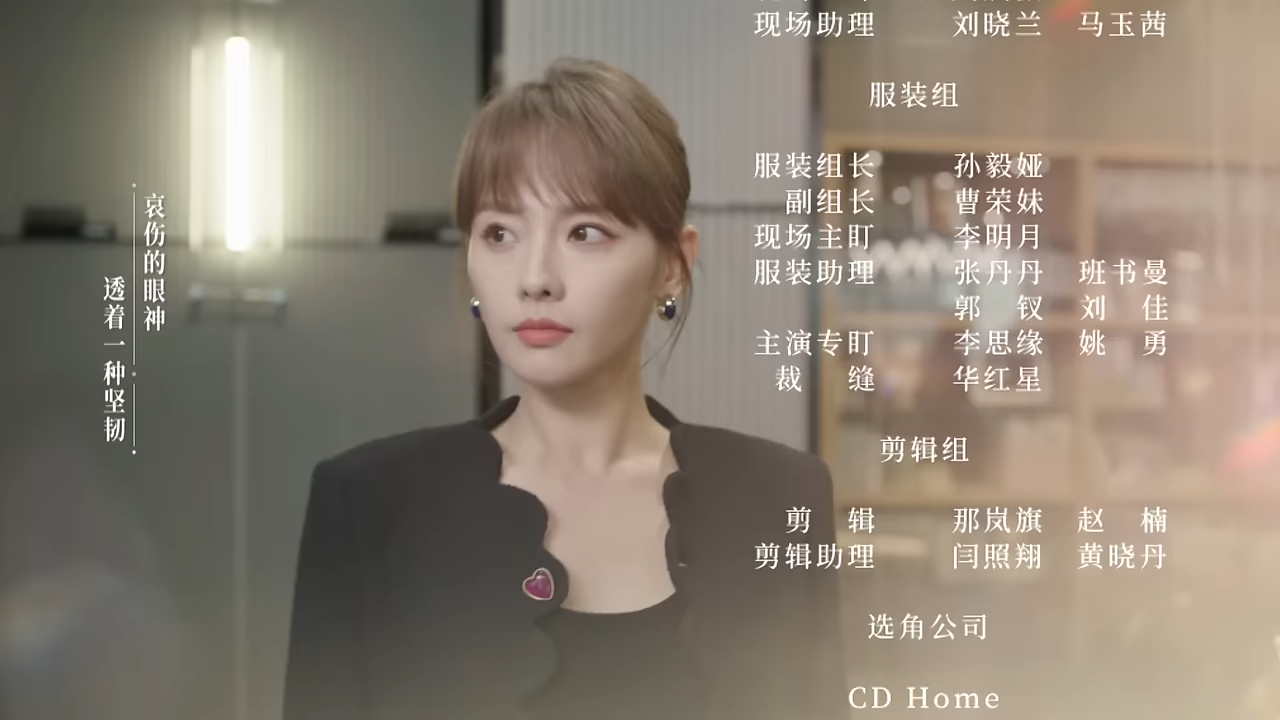 哀伤的眼神
透着一种坚韧
现场助理 刘晓兰 马玉茜
服装组
服装组长 孙毅娅
副组长 曹荣妹
现场主盯 李明月
服装助理 张丹丹 班书曼
郭 钗 刘 佳
主演专盯 李思缘 姚 勇
裁 缝 华红星
剪辑组
剪 辑 那岚旗 赵 楠
剪辑助理 闫照翔 黄晓丹
选角公司
CD Home